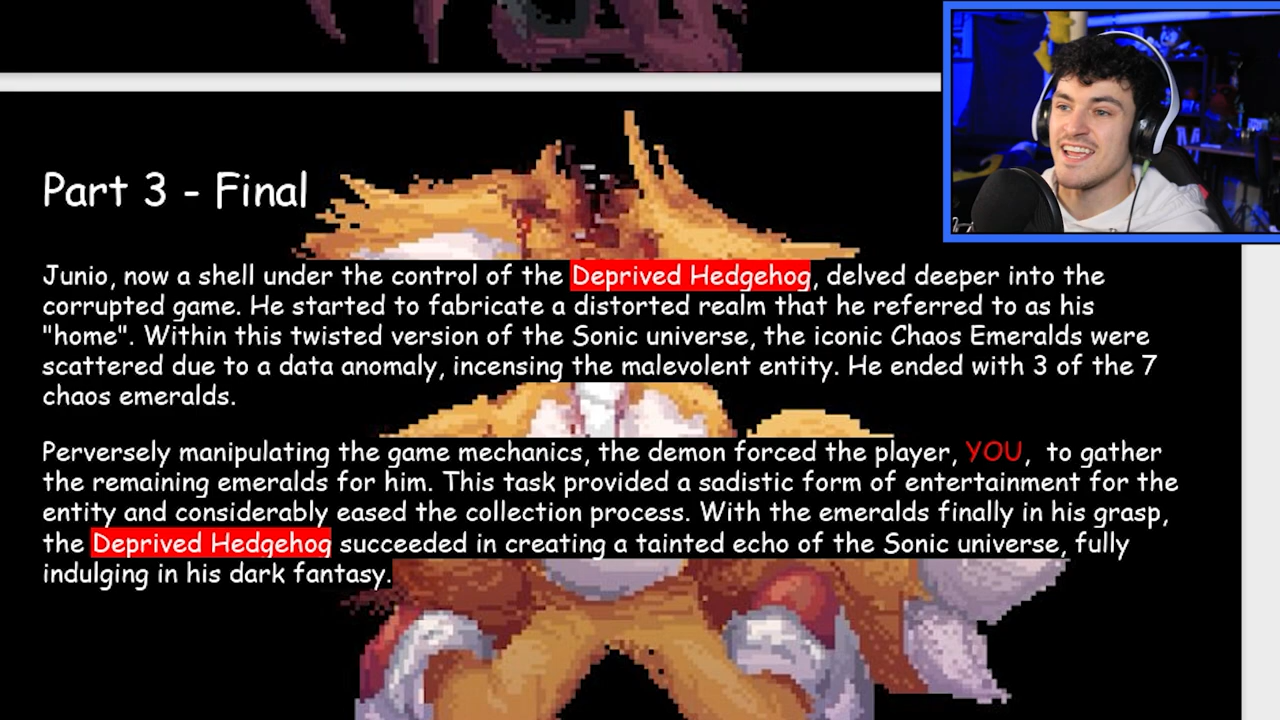 Part 3 - Final
Junio, now a shell under the control of the Deprived Hedgehog, delved deeper into the
corrupted game. He started to fabricate a distorted realm that he referred to as his
"home". Within this twisted version of the Sonic universe, the iconic Chaos Emeralds were
scattered due to a data anomaly, incensing the malevolent entity. He ended with 3 of the 7
chaos emeralds.
Perversely manipulating the game mechanics, the demon forced the player, YOU, to gather
the remaining emeralds for him. This task provided a sadistic form of entertainment for the
entity and considerably eased the collection process. With the emeralds finally in his grasp,
the Deprived Hedgehog succeeded in creating a tainted echo of the Sonic universe, fully
indulging in his dark fantasy.